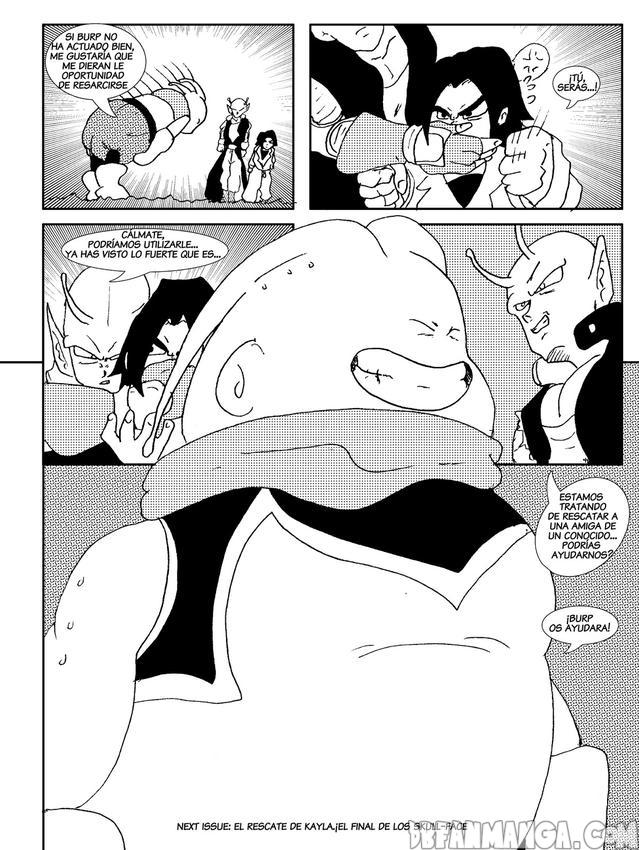 SI BURP NO
HA ACTUADO BIEN,
ME GUSTARÍA QUE
ME DIERAN LE
OPORTUNIDAD
DE RESARCIRSE
¡TÚ,
SERÁS...!
CÁLMATE,
PODRÍAMOS UTILIZARLE...
YA HAS VISTO LO FUERTE QUE ES...
ESTAMOS
TRATANDO
DE RESCATAR A
UNA AMIGA DE
UN CONOCIDO...
PODRÍAS
AYUDARNOS?
¡BURP
OS AYUDARA!
NEXT ISSUE: EL RESCATE DE KAYLA,¡EL FINAL DE LOS SKULL-FACE
DBFANMANGA.COM